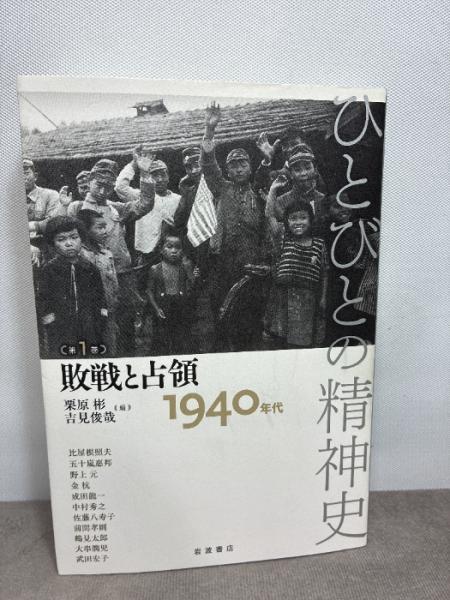 ひとびとの精神史
第1巻
敗戦と占領
1940年代
栗原 彬
吉見俊哉
《編》
比屋根照夫
五十嵐惠邦
野上 元
金 杭
成田龍一
中村秀之
佐藤八寿子
前間孝則
鶴見太郎
大串潤児
武田宏子
岩波書店